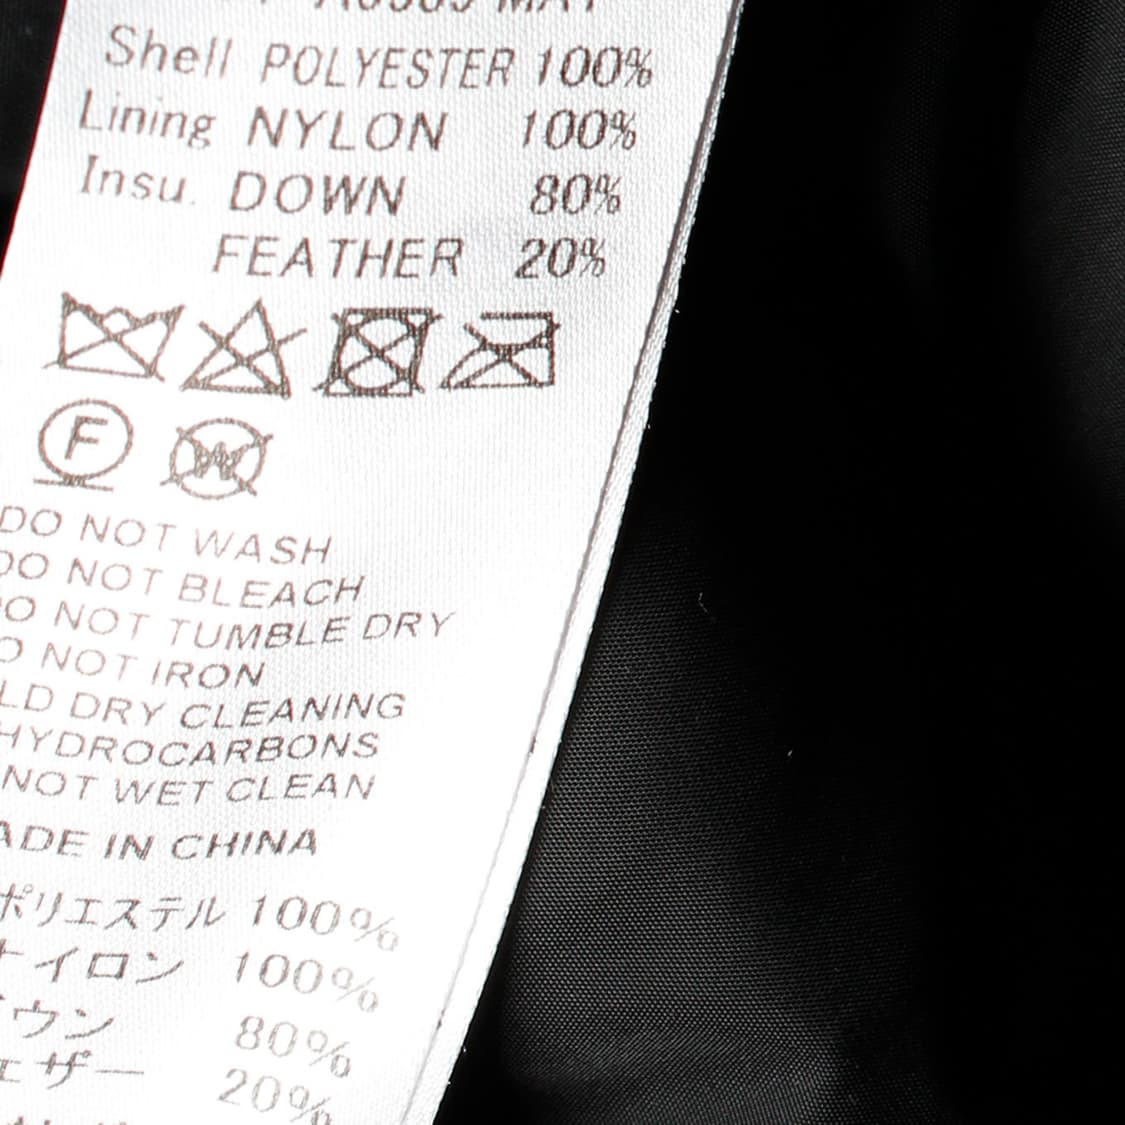 Shell POLYESTER 100%
Lining NYLON 100%
Insu. DOWN 80%
FEATHER 20%
F
W
DO NOT WASH
DO NOT BLEACH
DO NOT TUMBLE DRY
O NOT IRON
LD DRY CLEANING
HYDROCARBONS
NOT WET CLEAN
ADE IN CHINA
ポリエステル 100%
ナイロン 100%
ウン 80%
ェザー 20%